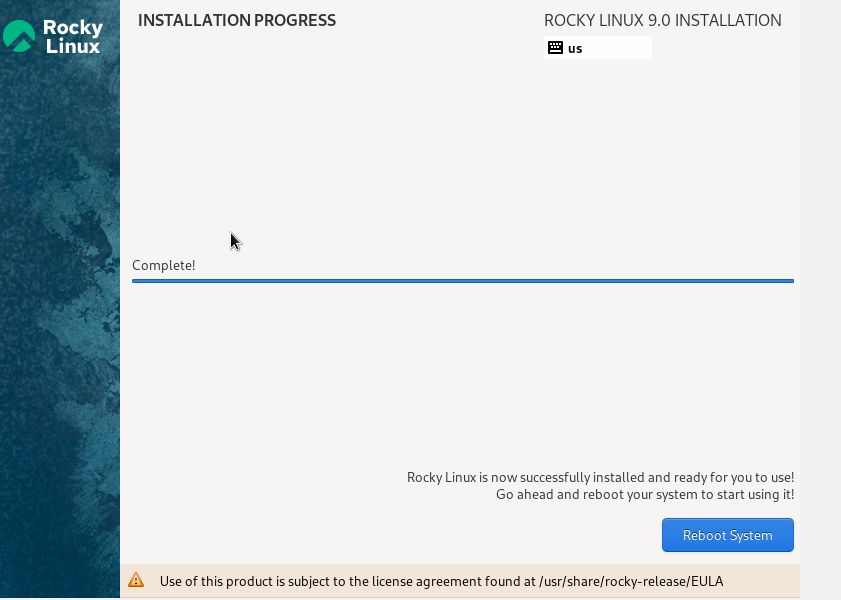 Rocky
Linux
INSTALLATION PROGRESS
ROCKY LINUX 9.0 INSTALLATION
us
Complete!
Rocky Linux is now successfully installed and ready for you to use!
Go ahead and reboot your system to start using it!
Reboot System
Use of this product is subject to the license agreement found at /usr/share/rocky-release/EULA